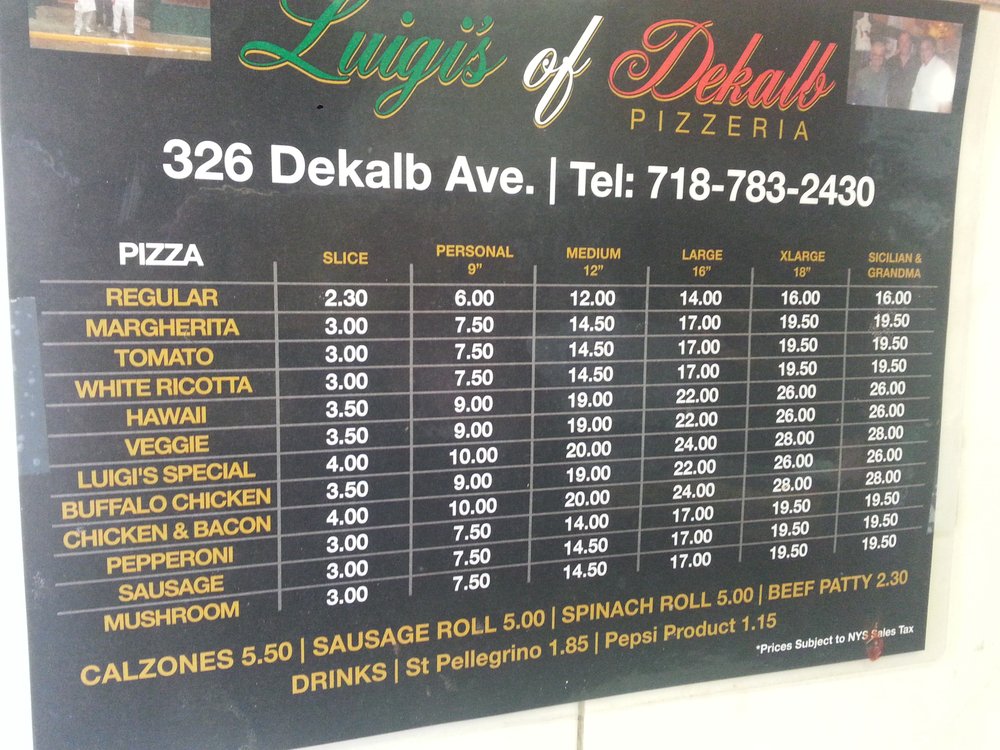 Luigi's of Dekalb
PIZZERIA
326 Dekalb Ave. | Tel: 718-783-2430
PIZZA SLICE PERSONAL 9" MEDIUM 12" LARGE 16" XLARGE 18" SICILIAN & GRANDMA
REGULAR 2.30 6.00 12.00 14.00 16.00 16.00
MARGHERITA 3.00 7.50 14.50 17.00 19.50 19.50
TOMATO 3.00 7.50 14.50 17.00 19.50 19.50
WHITE RICOTTA 3.00 7.50 14.50 17.00 19.50 19.50
HAWAII 3.50 9.00 19.00 22.00 26.00 26.00
VEGGIE 3.50 9.00 19.00 22.00 26.00 26.00
LUIGI'S SPECIAL 4.00 10.00 20.00 24.00 28.00 28.00
BUFFALO CHICKEN 3.50 9.00 19.00 22.00 26.00 26.00
CHICKEN & BACON 4.00 10.00 20.00 24.00 28.00 28.00
PEPPERONI 3.00 7.50 14.00 17.00 19.50 19.50
SAUSAGE 3.00 7.50 14.50 17.00 19.50 19.50
MUSHROOM 3.00 7.50 14.50 17.00 19.50 19.50
CALZONES 5.50 | SAUSAGE ROLL 5.00 | SPINACH ROLL 5.00 | BEEF PATTY 2.30
DRINKS | St Pellegrino 1.85 | Pepsi Product 1.15
*Prices Subject to NYS Sales Tax